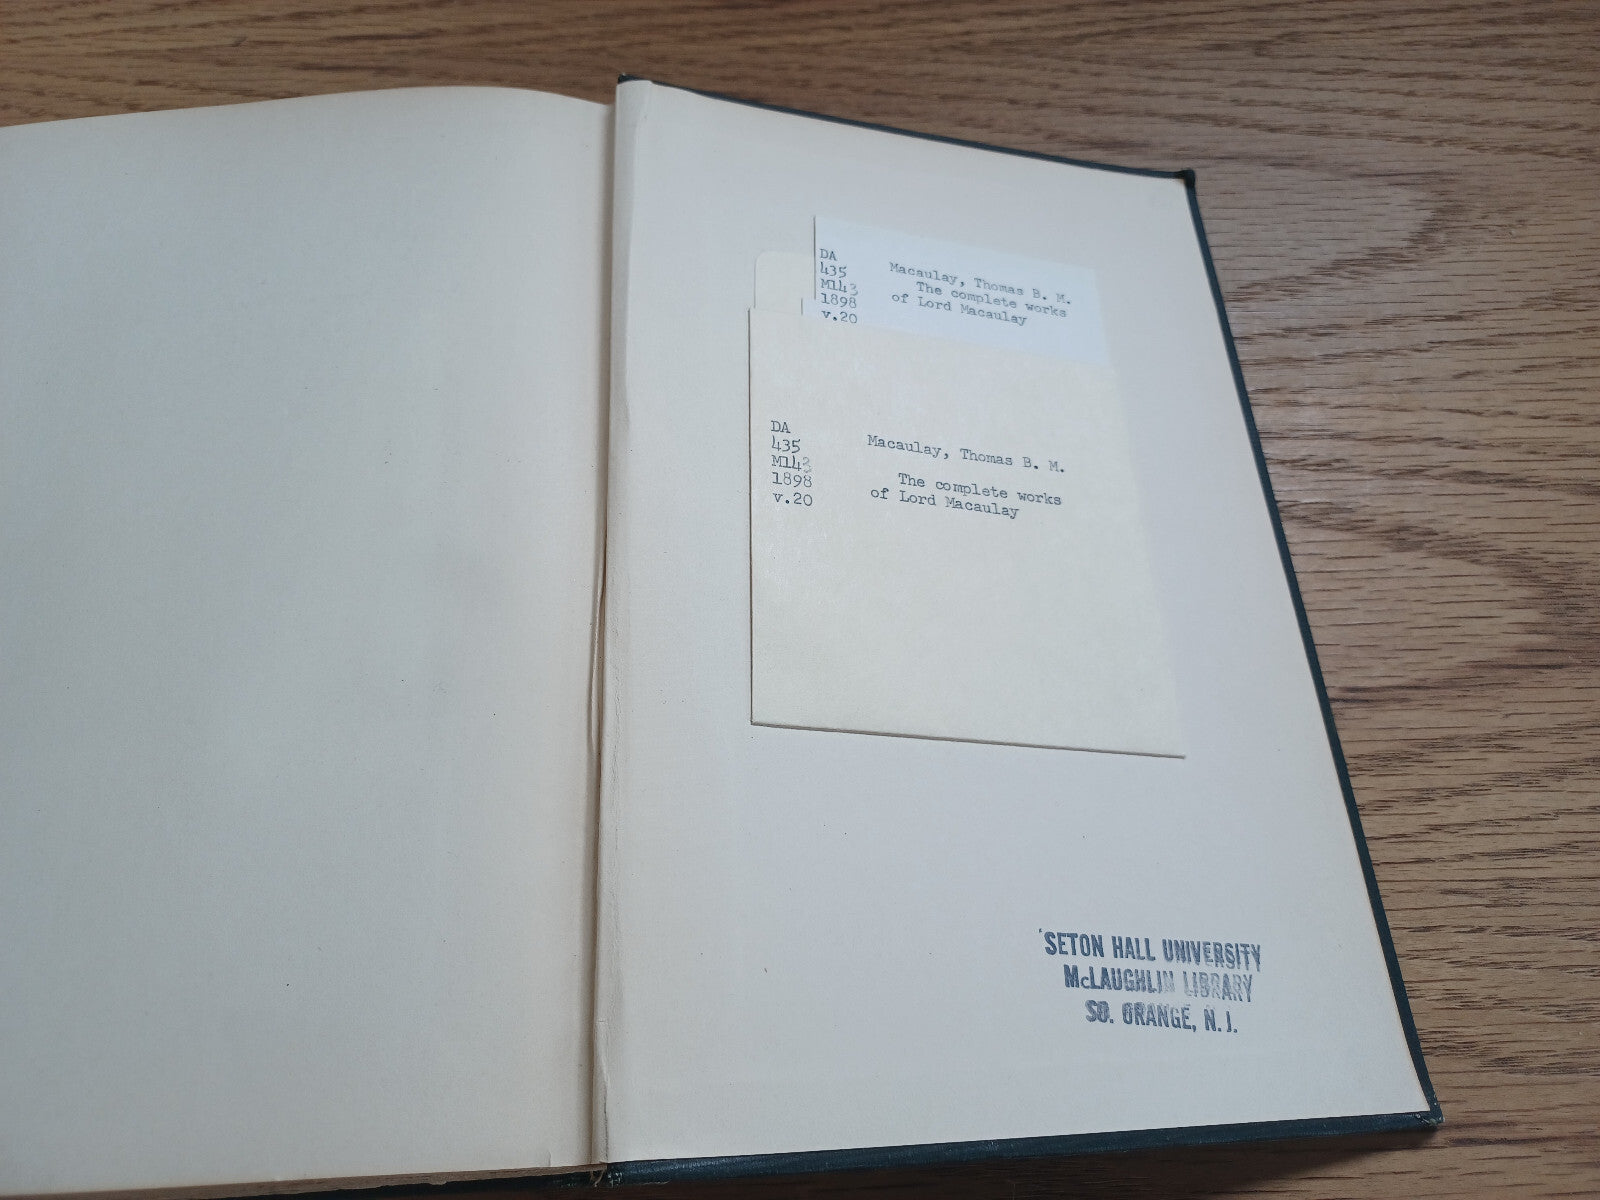 DA
435
M143
1898
v.20
Macaulay, Thomas B. M.
The complete works
of Lord Macaulay
DA
435
M143
1898
v.20
Macaulay, Thomas B. M.
The complete works
of Lord Macaulay
SETON HALL UNIVERSITY
McLAUGHLIN LIBRARY
SO. ORANGE, N. J.